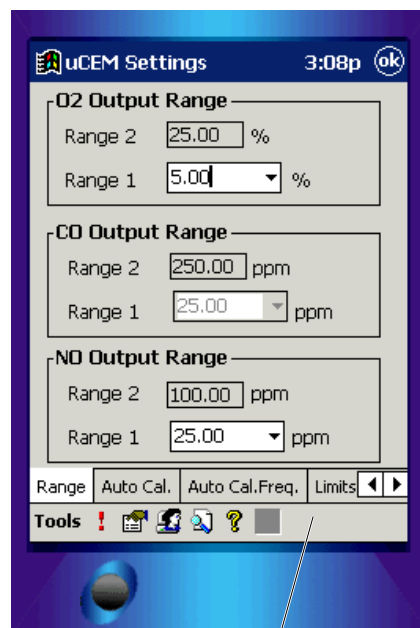 uCEM Settings 3:08p ok
O2 Output Range
Range 2 25.00 %
Range 1 5.00 %
CO Output Range
Range 2 250.00 ppm
Range 1 25.00 ppm
NO Output Range
Range 2 100.00 ppm
Range 1 25.00 ppm
Range Auto Cal. Auto Cal.Freq. Limits
Tools ! ?